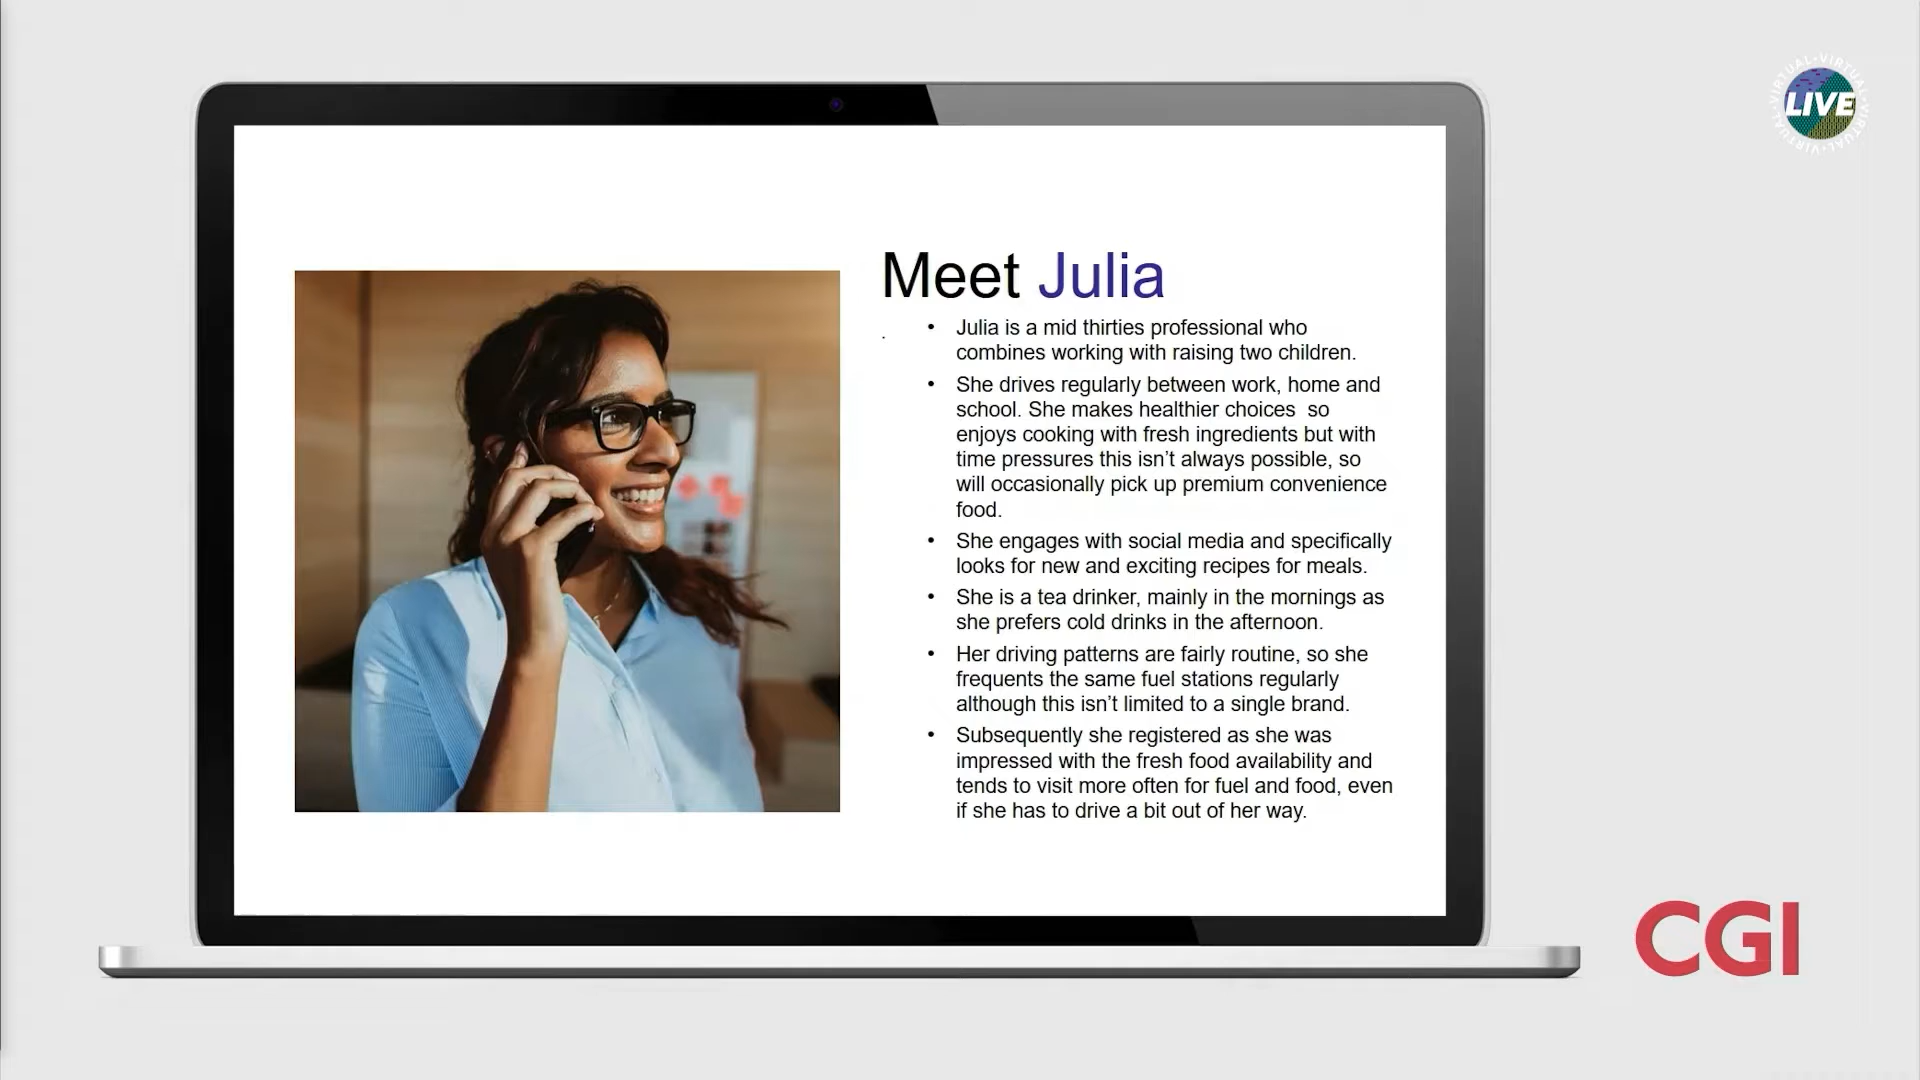 VIRTUAL · VIRTUAL · VIRTUAL · VIRTUAL
LIVE
Meet Julia
• Julia is a mid thirties professional who
combines working with raising two children.
• She drives regularly between work, home and
school. She makes healthier choices  so
enjoys cooking with fresh ingredients but with
time pressures this isn’t always possible, so
will occasionally pick up premium convenience
food.
• She engages with social media and specifically
looks for new and exciting recipes for meals.
• She is a tea drinker, mainly in the mornings as
she prefers cold drinks in the afternoon.
• Her driving patterns are fairly routine, so she
frequents the same fuel stations regularly
although this isn’t limited to a single brand.
• Subsequently she registered as she was
impressed with the fresh food availability and
tends to visit more often for fuel and food, even
if she has to drive a bit out of her way.
CGI